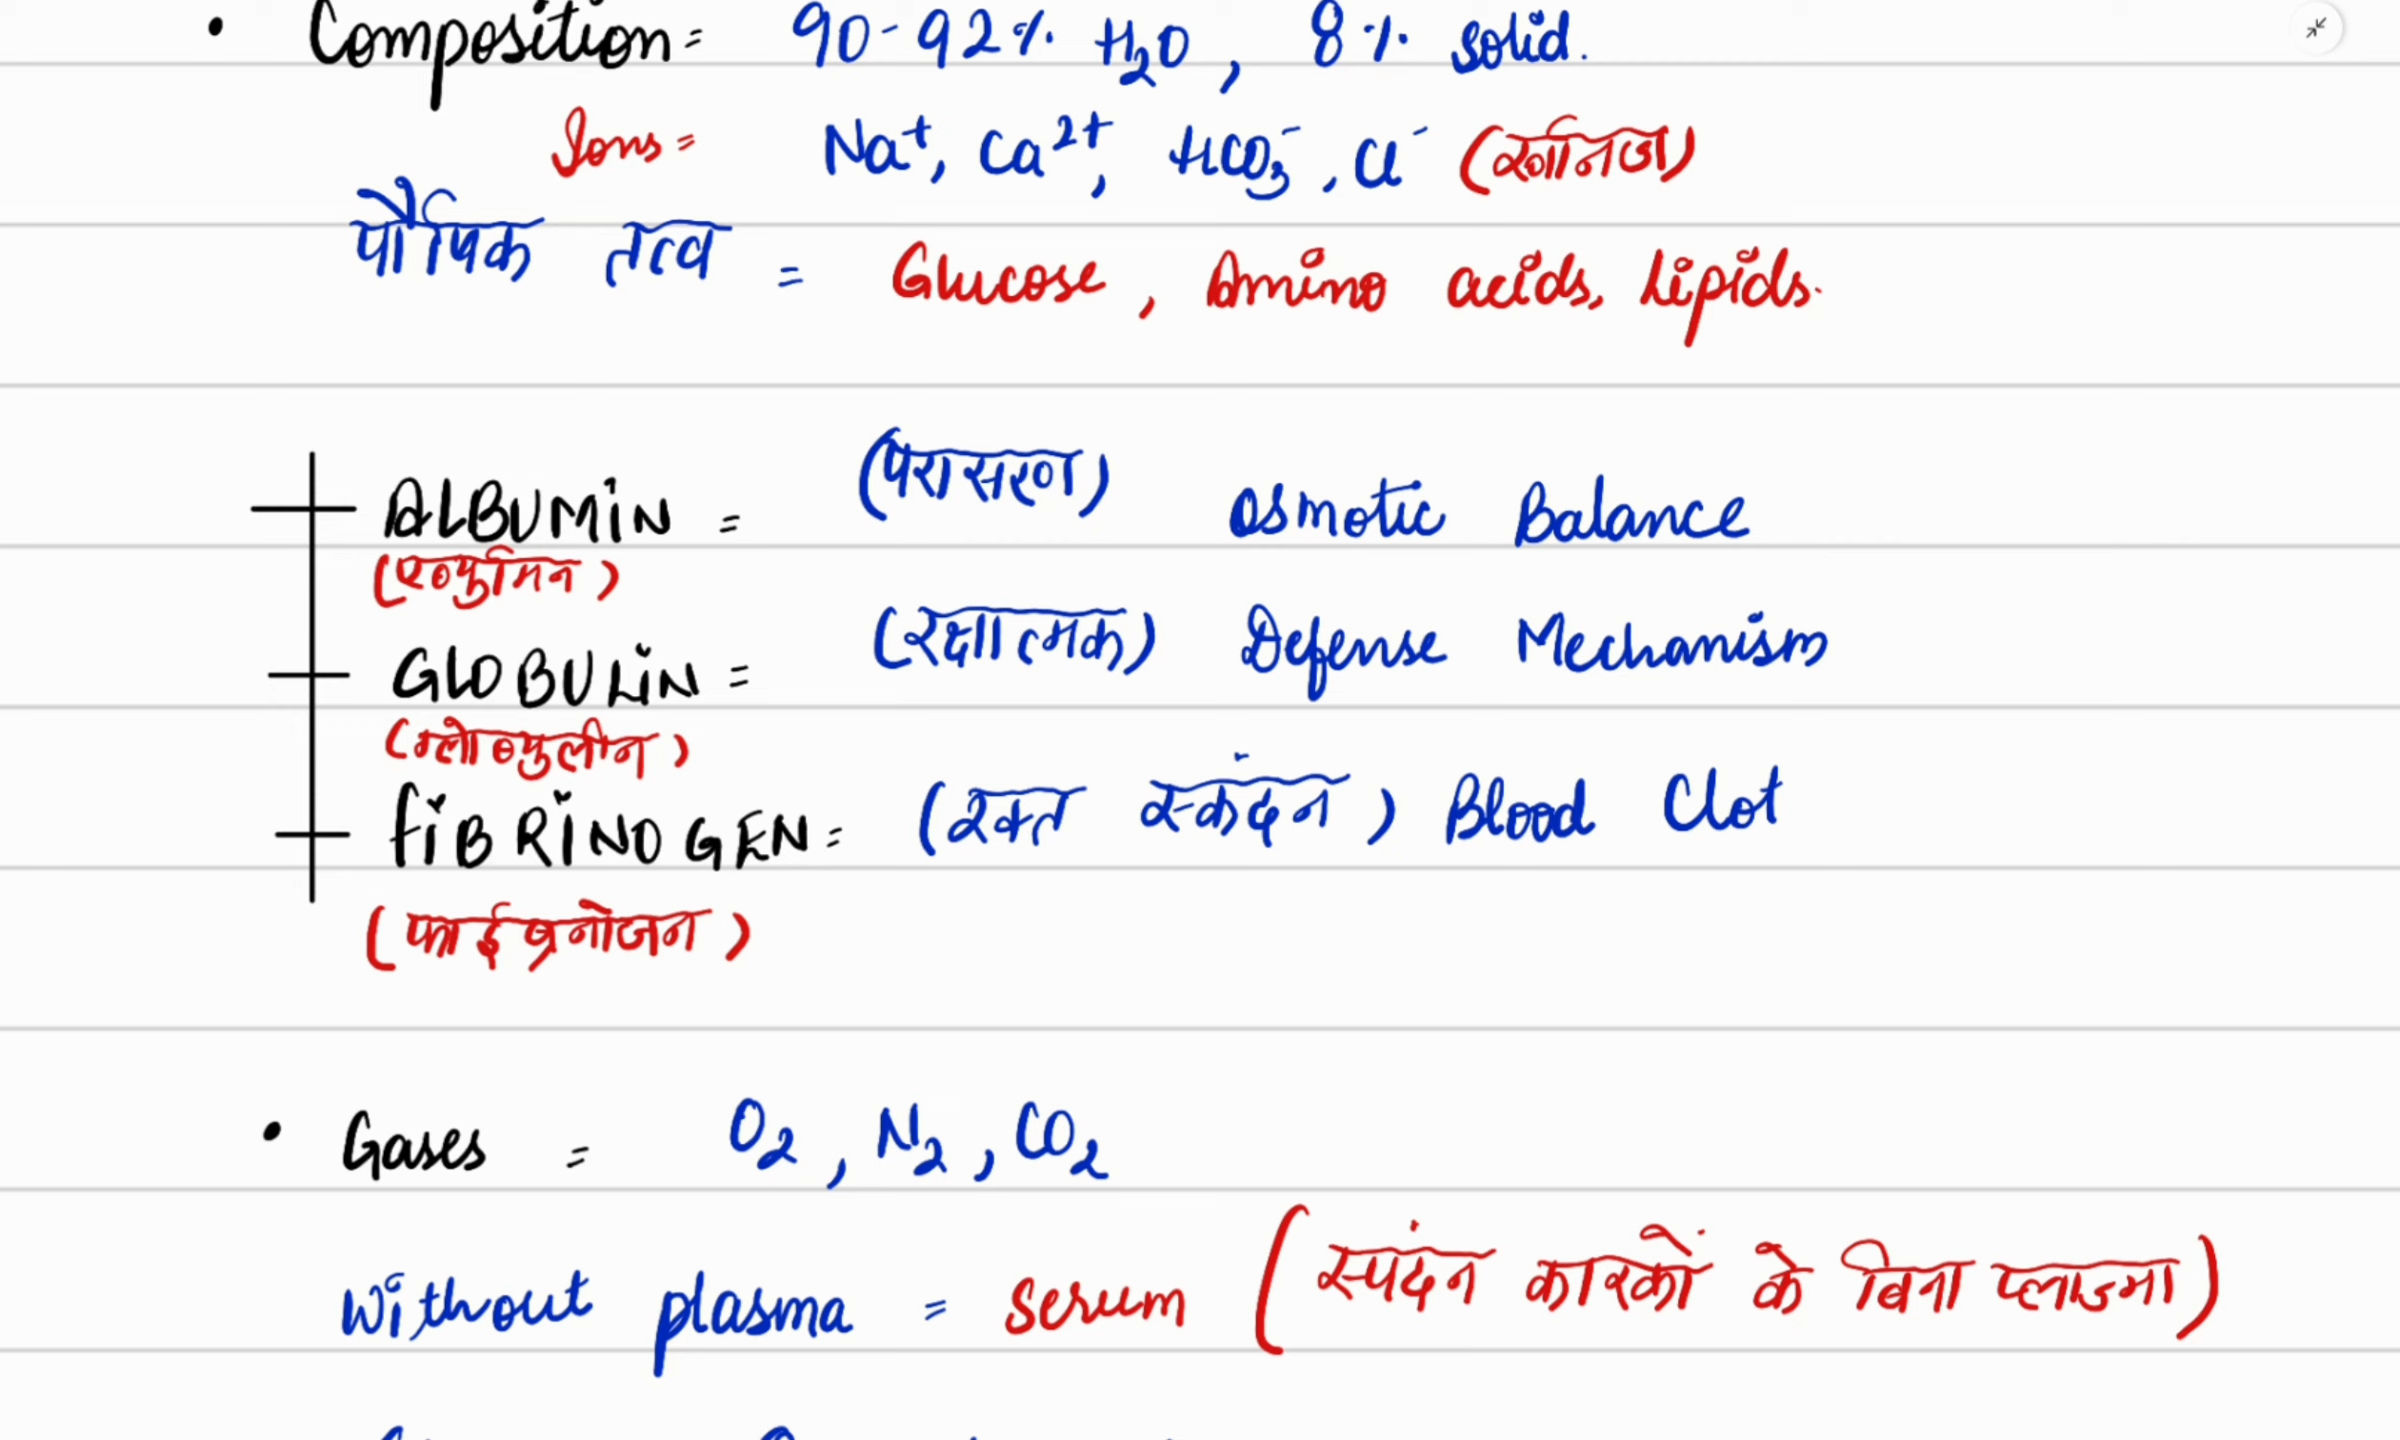 • Composition = 90-92% H₂O, 8% solid.
Ions = Na⁺, Ca²⁺, HCO₃⁻, Cl⁻ (खनिज)
पौषिक तत्व = Glucose, Amino acids, Lipids.
ALBUMIN = (परासरण) Osmotic Balance
(एल्बुमिन)
GLOBULIN = (रक्षात्मक) Defense Mechanism
(ग्लोब्युलीन)
FIBRINOGEN = (रक्त स्कंदन) Blood Clot
(फाईब्रनोजन)
• Gases = O₂, N₂, CO₂
without plasma = serum (स्पंदन कारकों के बिना प्लाज्मा)